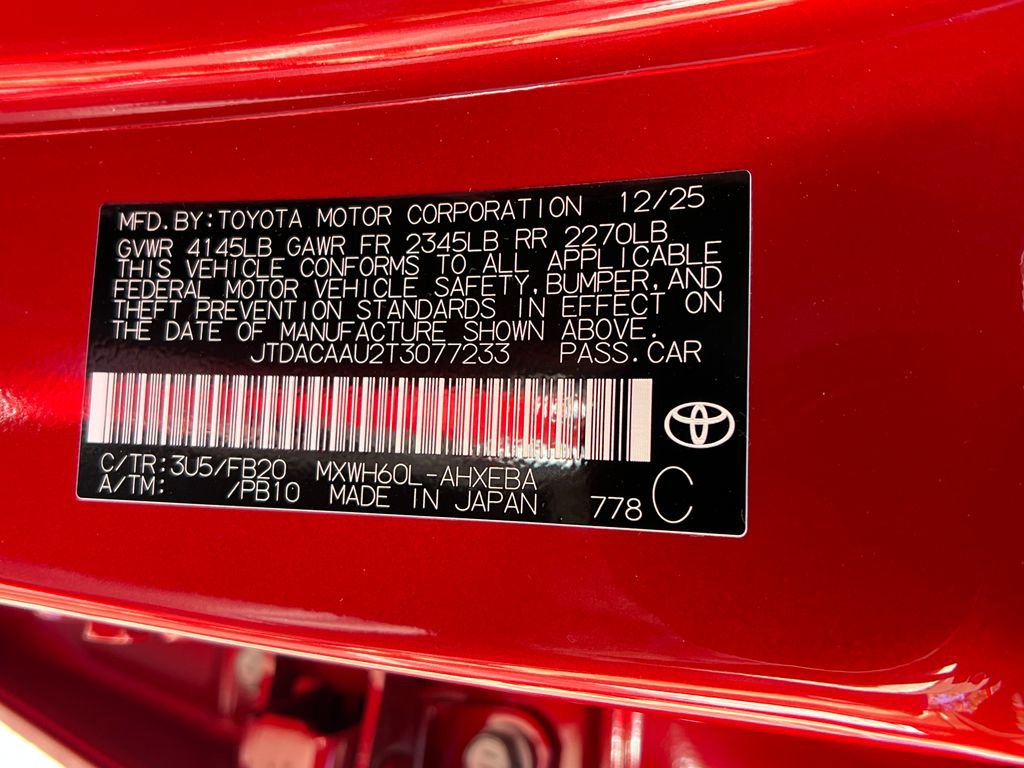 MFD.BY:TOYOTA MOTOR CORPORATION 12/25
GVWR 4145LB GAWR FR 2345LB RR 2270LB
THIS VEHICLE CONFORMS TO ALL APPLICABLE
FEDERAL MOTOR VEHICLE SAFETY,BUMPER,AND
THEFT PREVENTION STANDARDS IN EFFECT ON
THE DATE OF MANUFACTURE SHOWN ABOVE.
JTDACAAU2T3077233 PASS.CAR
C/TR:3U5/FB20 MXWH60L-AHXEBA
A/TM: /PB10 MADE IN JAPAN 778 C